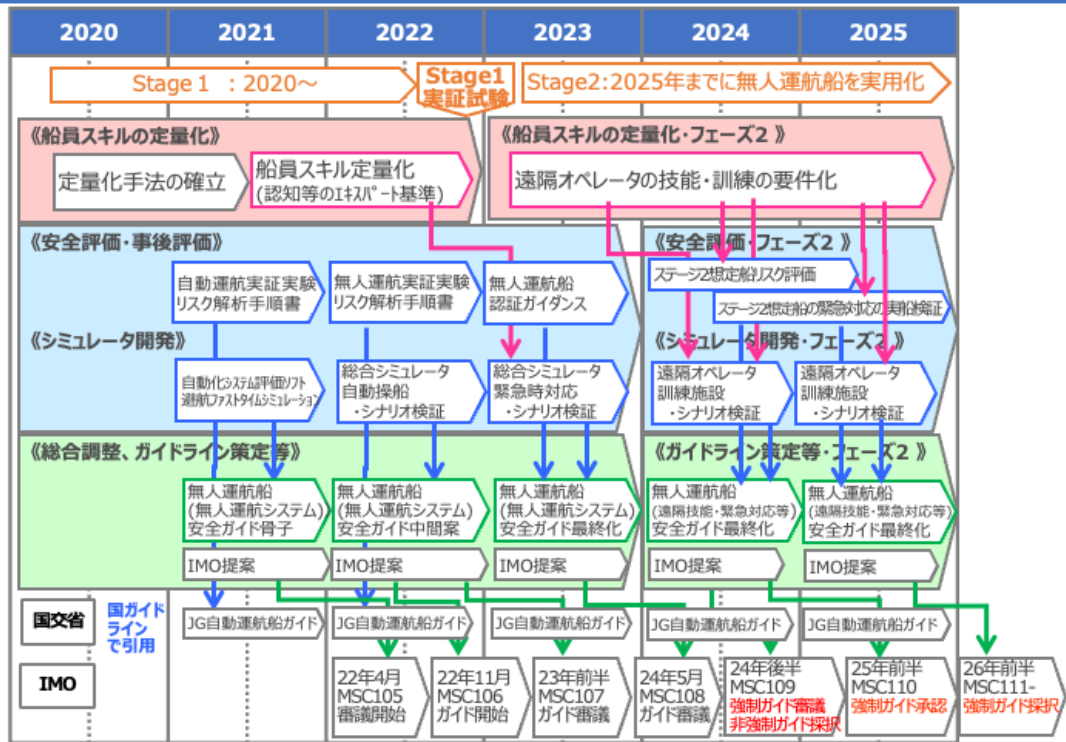 2020
2021
2022
2023
2024
2025
Stage 1 ：2020～
Stage1
実証試験
Stage2:2025年までに無人運航船を実用化
《船員スキルの定量化》
定量化手法の確立
船員スキル定量化
(認知等のｴｷｽﾊﾟｰﾄ基準)
《船員スキルの定量化･フェーズ2 》
遠隔オペレータの技能･訓練の要件化
《安全評価･事後評価》
自動運航実証実験
リスク解析手順書
無人運航実証実験
リスク解析手順書
無人運航船
認証ガイダンス
《安全評価･フェーズ2 》
ステージ2想定船リスク評価
ステージ2想定船の緊急対応の実船検証
《シミュレータ開発》
自動化システム評価ソフト
避航ファストタイムシミュレーション
総合シミュレータ
自動操船
・シナリオ検証
総合シミュレータ
緊急時対応
・シナリオ検証
《シミュレータ開発･フェーズ2 》
遠隔オペレータ
訓練施設
・シナリオ検証
遠隔オペレータ
訓練施設
・シナリオ検証
《総合調整、ガイドライン策定等》
無人運航船
(無人運航システム)
安全ガイド骨子
無人運航船
(無人運航システム)
安全ガイド中間案
無人運航船
(無人運航システム)
安全ガイド最終化
《ガイドライン策定等･フェーズ2 》
無人運航船
(遠隔技能･緊急対応等)
安全ガイド最終化
無人運航船
(遠隔技能･緊急対応等)
安全ガイド最終化
IMO提案
IMO提案
IMO提案
IMO提案
IMO提案
国交省
国ガイド
ライン
で引用
JG自動運航船ガイド
JG自動運航船ガイド
JG自動運航船ガイド
JG自動運航船ガイド
JG自動運航船ガイド
IMO
22年4月
MSC105
審議開始
22年11月
MSC106
ガイド開始
23年前半
MSC107
ガイド審議
24年5月
MSC108
ガイド審議
24年後半
MSC109
強制ガイド審議
非強制ガイド採択
25年前半
MSC110
強制ガイド承認
26年前半
MSC111-
強制ガイド採択